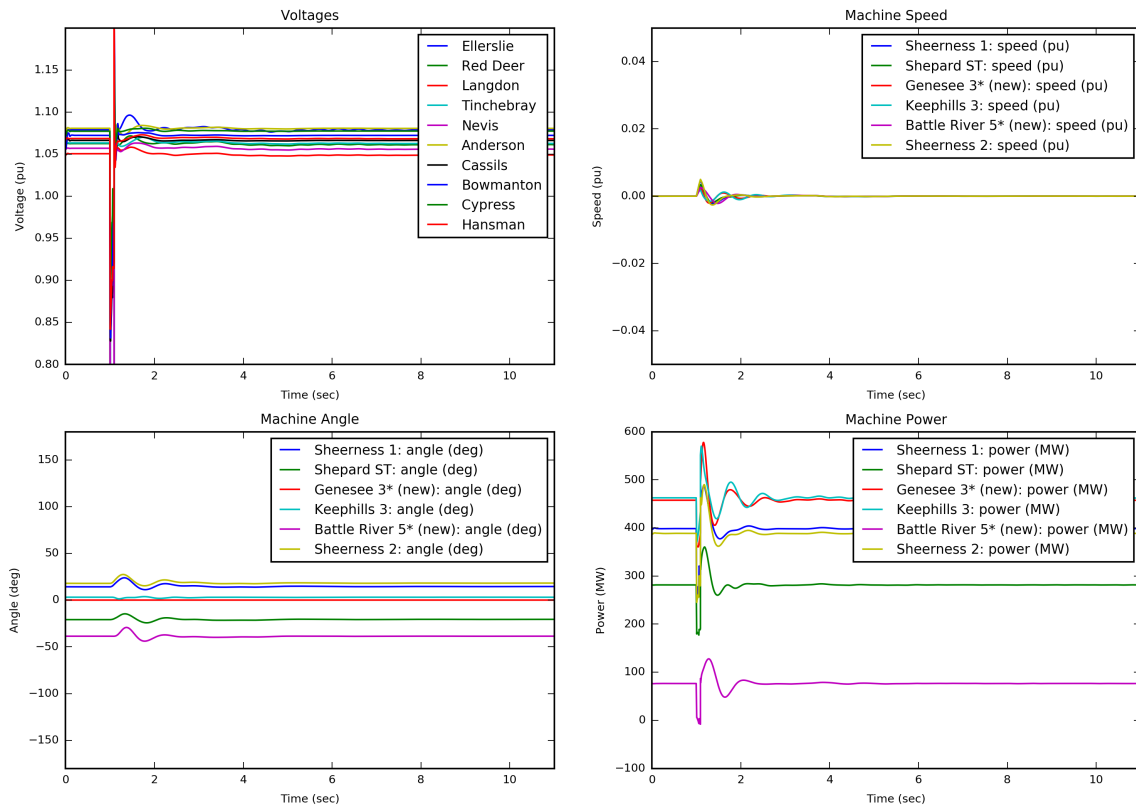 Voltages
1.15
1.10
1.05
1.00
0.95
0.90
0.85
0.80
Voltage (pu)
0
2
4
6
8
10
Time (sec)
Ellerslie
Red Deer
Langdon
Tinchebray
Nevis
Anderson
Cassils
Bowmanton
Cypress
Hansman
Machine Speed
0.04
0.02
0.00
−0.02
−0.04
Speed (pu)
0
2
4
6
8
10
Time (sec)
Sheerness 1: speed (pu)
Shepard ST: speed (pu)
Genesee 3* (new): speed (pu)
Keephills 3: speed (pu)
Battle River 5* (new): speed (pu)
Sheerness 2: speed (pu)
Machine Angle
150
100
50
0
−50
−100
−150
Angle (deg)
0
2
4
6
8
10
Time (sec)
Sheerness 1: angle (deg)
Shepard ST: angle (deg)
Genesee 3* (new): angle (deg)
Keephills 3: angle (deg)
Battle River 5* (new): angle (deg)
Sheerness 2: angle (deg)
Machine Power
600
500
400
300
200
100
0
−100
Power (MW)
0
2
4
6
8
10
Time (sec)
Sheerness 1: power (MW)
Shepard ST: power (MW)
Genesee 3* (new): power (MW)
Keephills 3: power (MW)
Battle River 5* (new): power (MW)
Sheerness 2: power (MW)